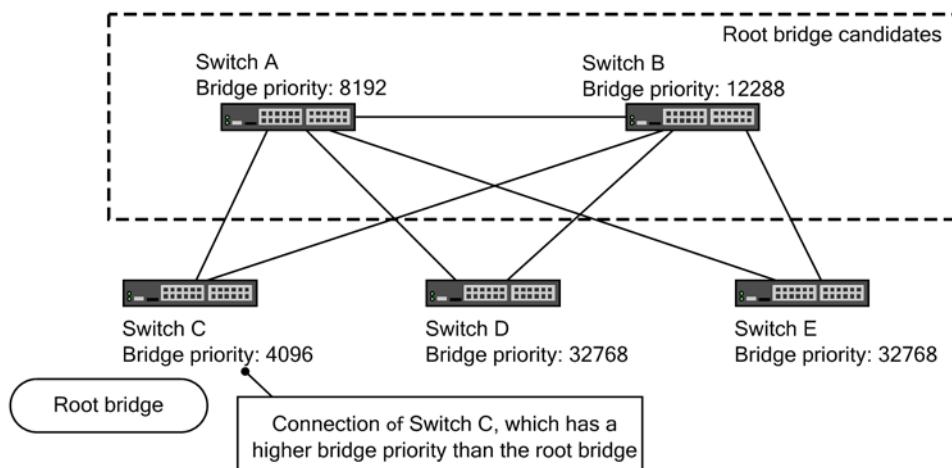 Root bridge candidates
Switch A
Bridge priority: 8192
Switch B
Bridge priority: 12288
Switch C
Bridge priority: 4096
Switch D
Bridge priority: 32768
Switch E
Bridge priority: 32768
Root bridge
Connection of Switch C, which has a
higher bridge priority than the root bridge